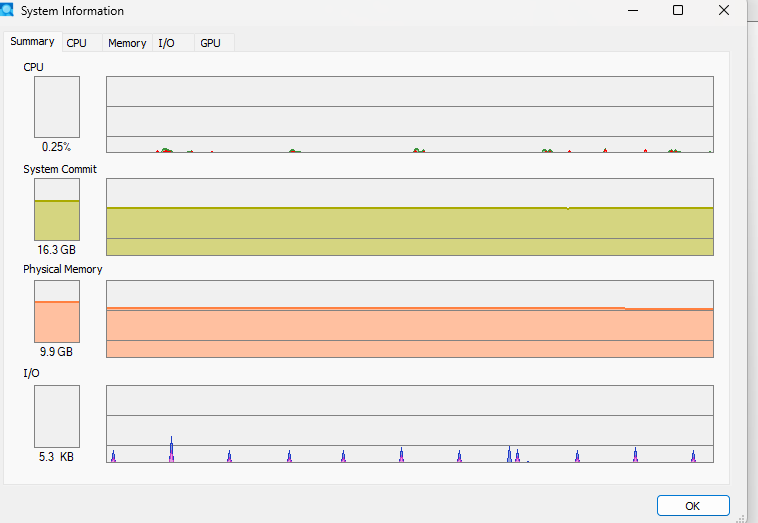 System Information
Summary CPU Memory I/O GPU
CPU
0.25%
System Commit
16.3 GB
Physical Memory
9.9 GB
I/O
5.3 KB
OK